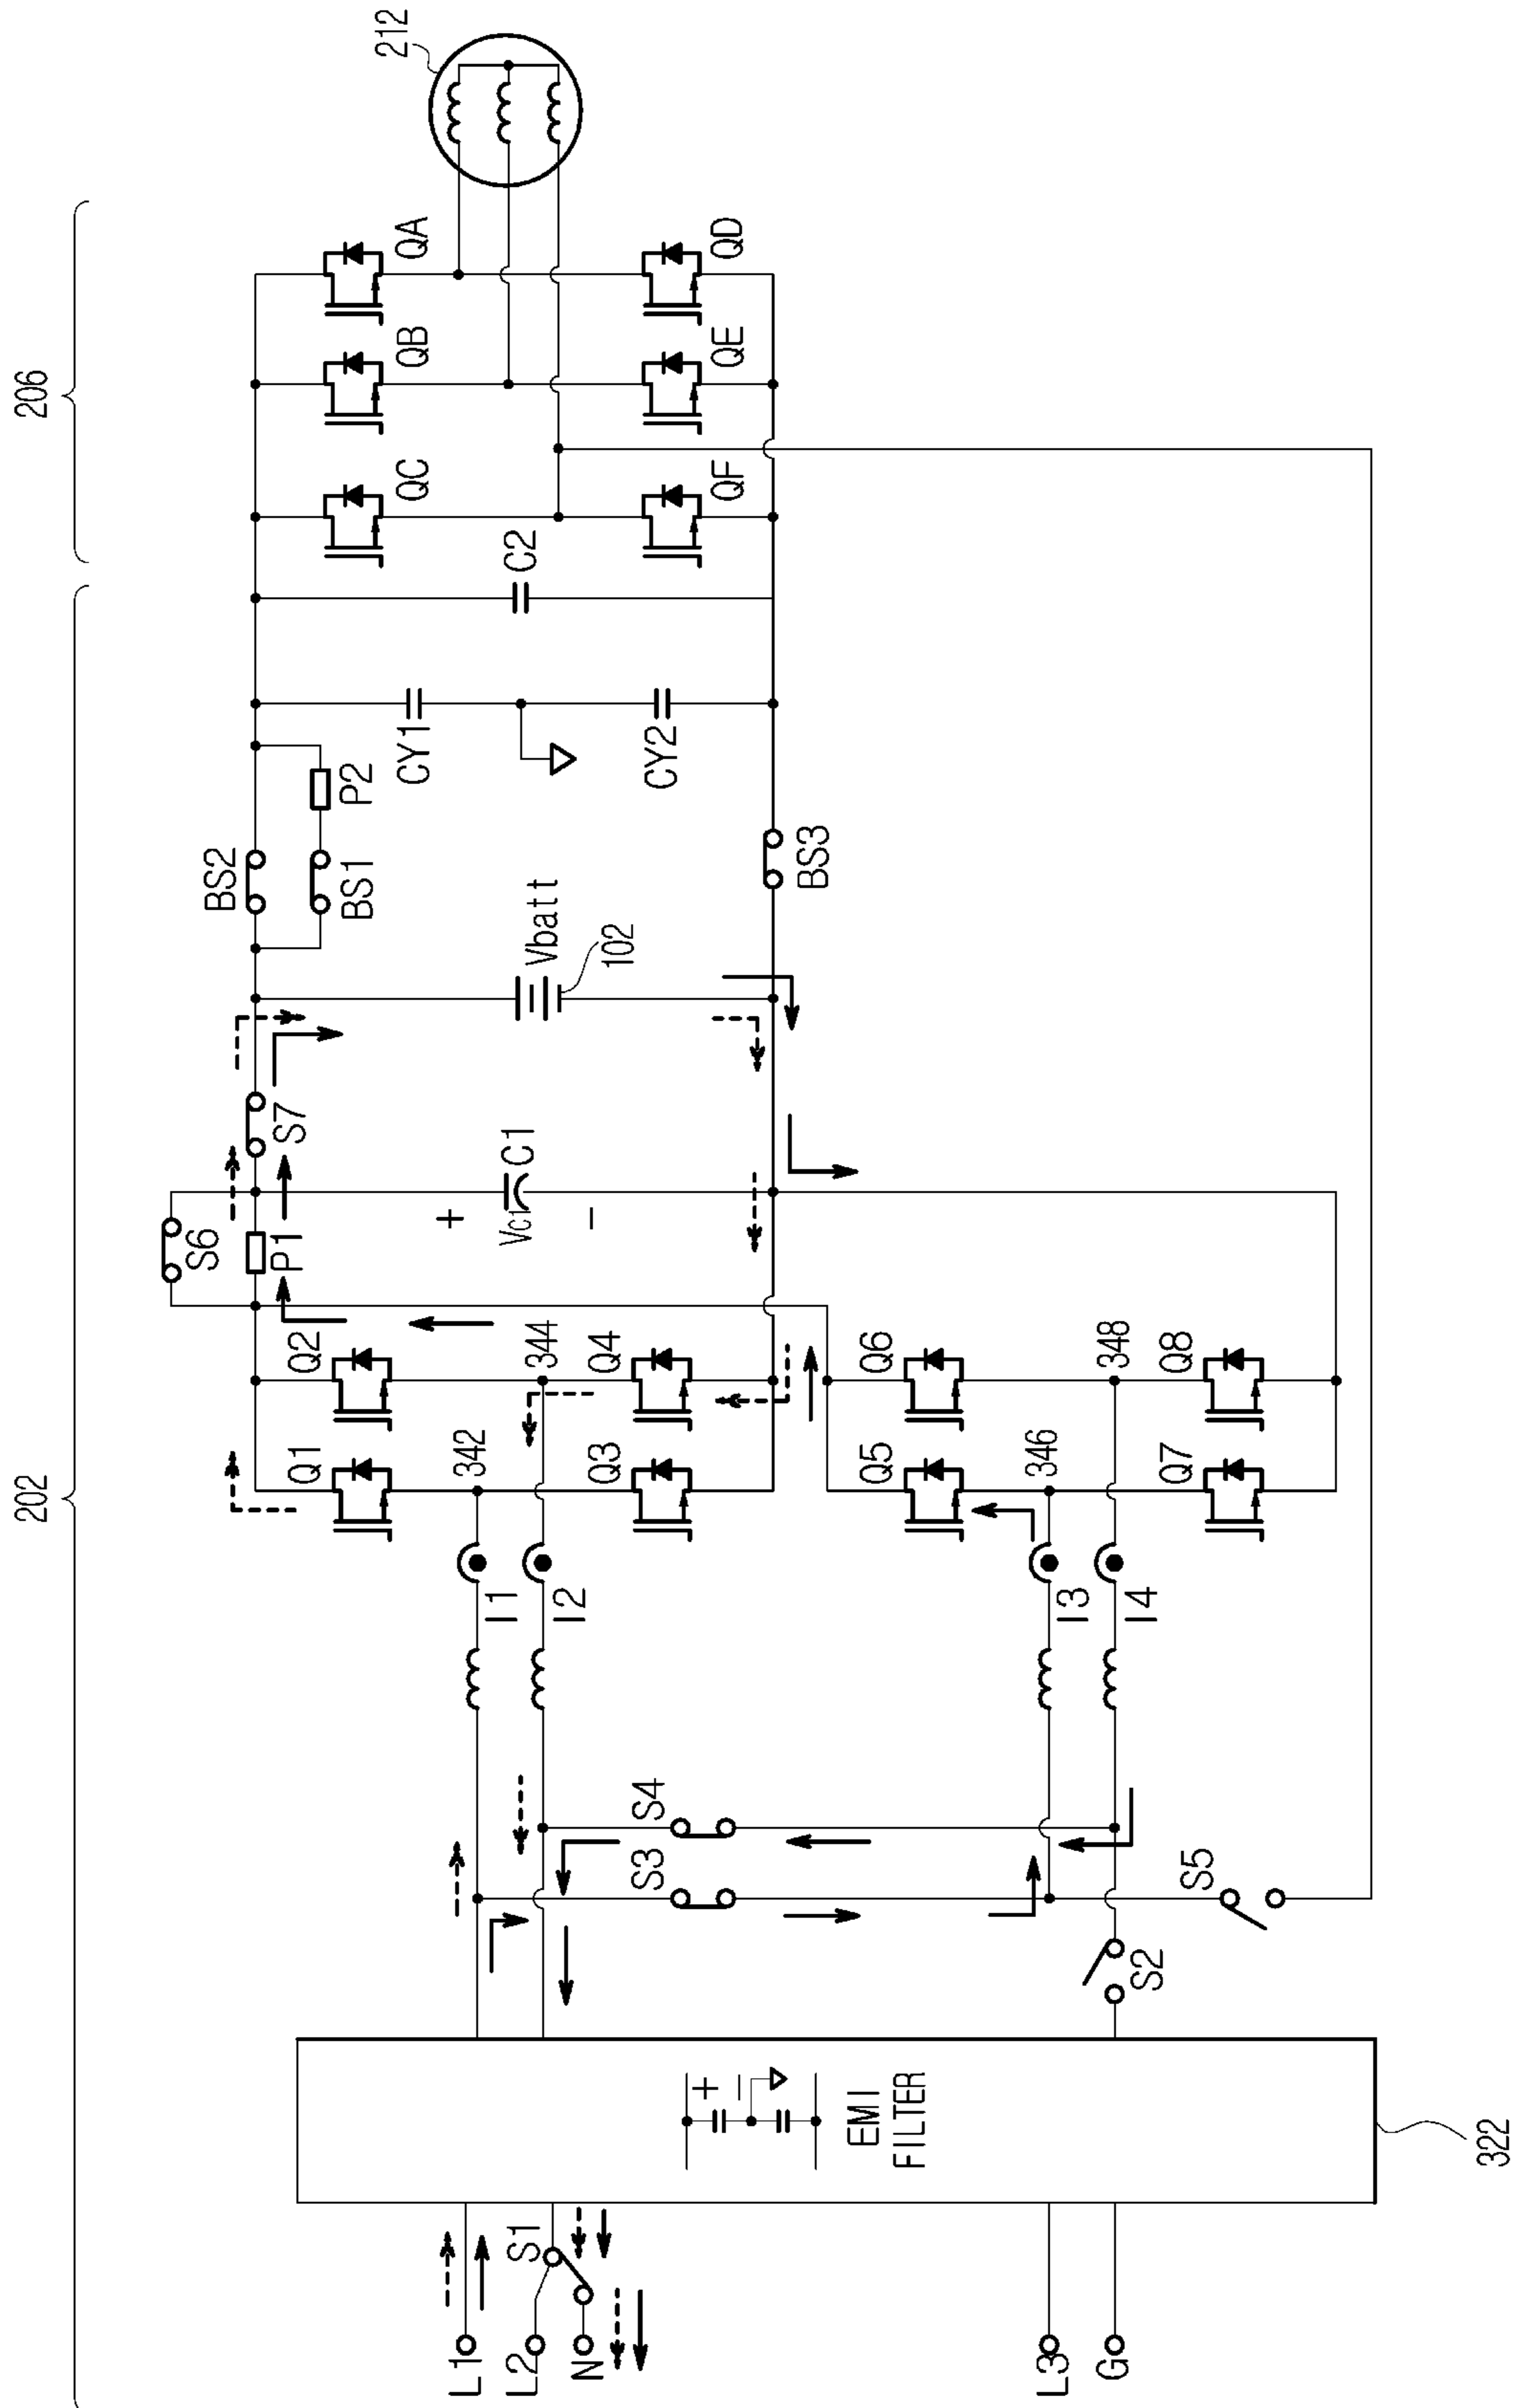 202
206
212
S6
P1
S7
BS2
BS1
P2
Q1
Q2
+
Vc1
C1
−
Vbatt
102
CY1
CY2
C2
QC
QB
QA
342
344
Q3
Q4
BS3
QF
QE
QD
L1
L2
N
S1
I1
I2
S3
S4
+
−
EMI
FILTER
Q5
Q6
346
348
Q7
Q8
I3
I4
L3
G
S2
S5
322